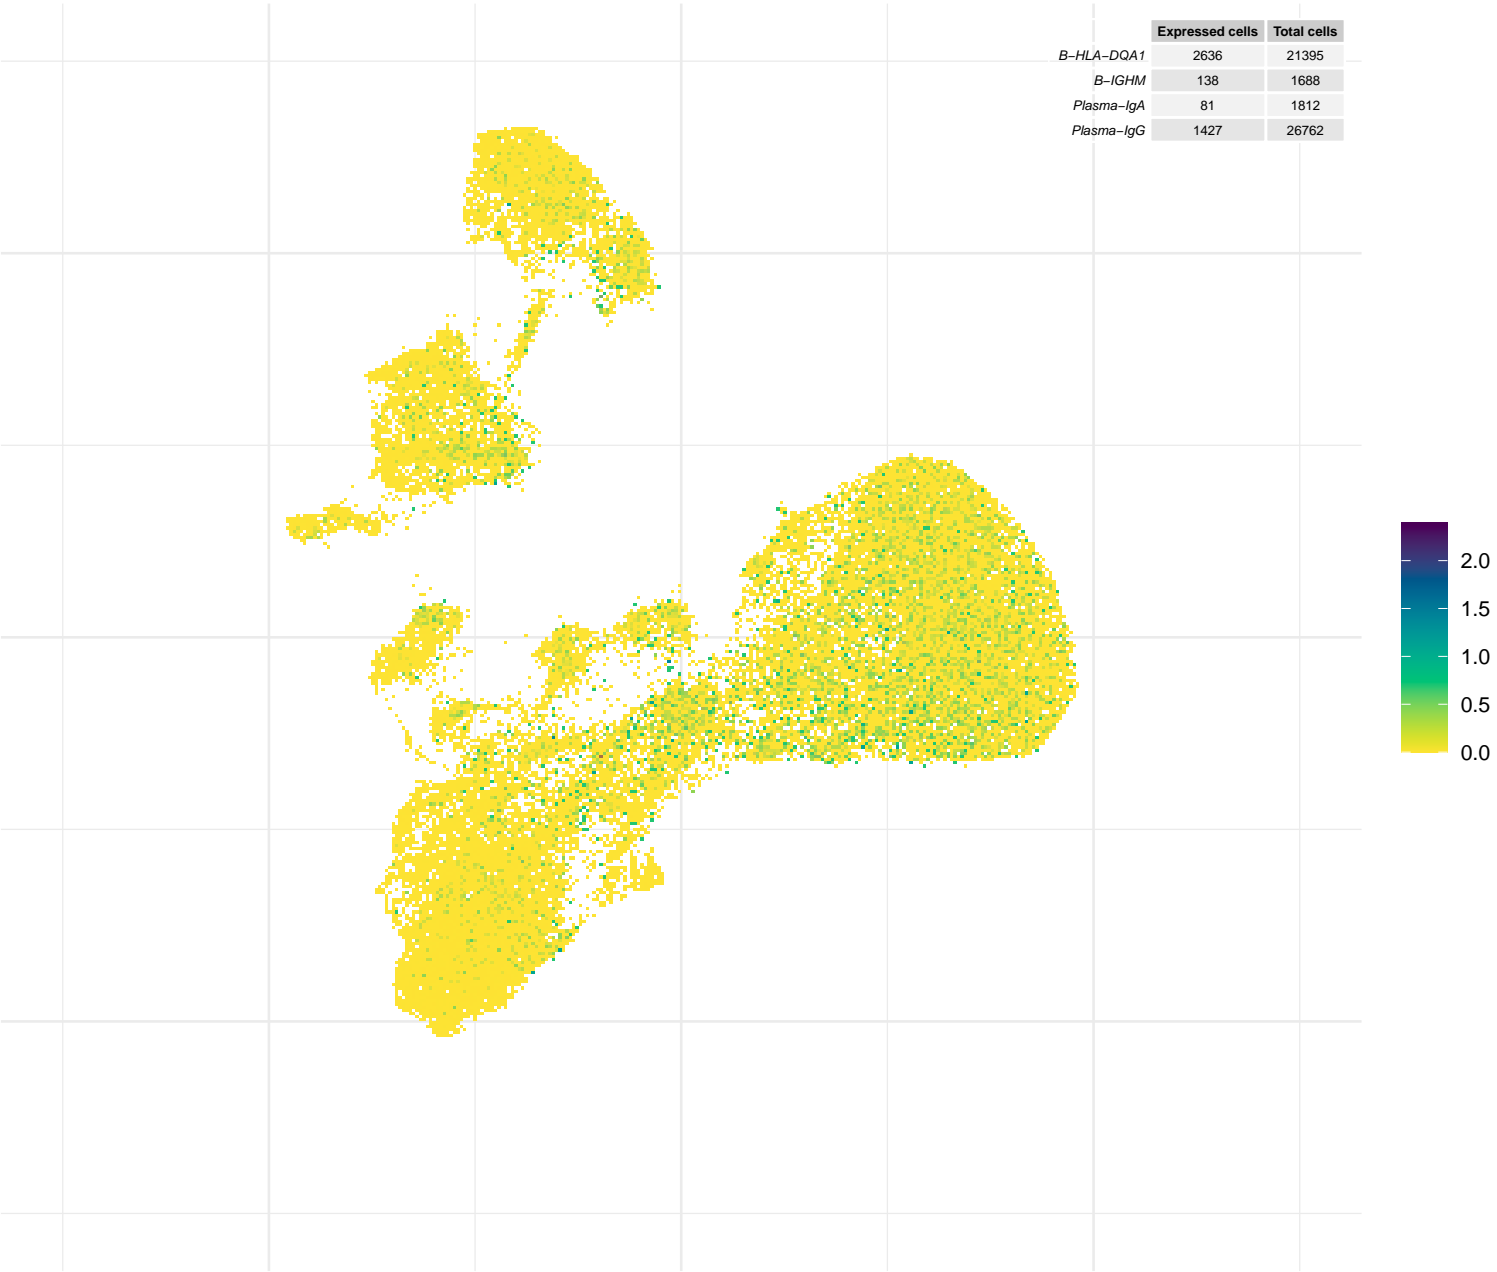 Expressed cells Total cells
B−HLA−DQA1 2636 21395
B−IGHM 138 1688
Plasma−IgA 81 1812
Plasma−IgG 1427 26762
2.0
1.5
1.0
0.5
0.0